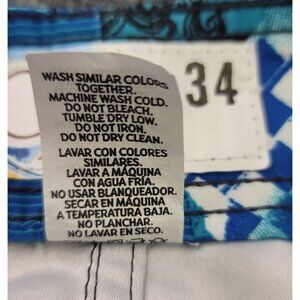 WASH SIMILAR COLORS
TOGETHER.
MACHINE WASH COLD.
DO NOT BLEACH.
TUMBLE DRY LOW.
DO NOT IRON.
DO NOT DRY CLEAN.
LAVAR CON COLORES
SIMILARES.
LAVAR A MÁQUINA
CON AGUA FRÍA.
NO USAR BLANQUEADOR.
SECAR EN MÁQUINA
A TEMPERATURA BAJA.
NO PLANCHAR.
NO LAVAR EN SECO.
34